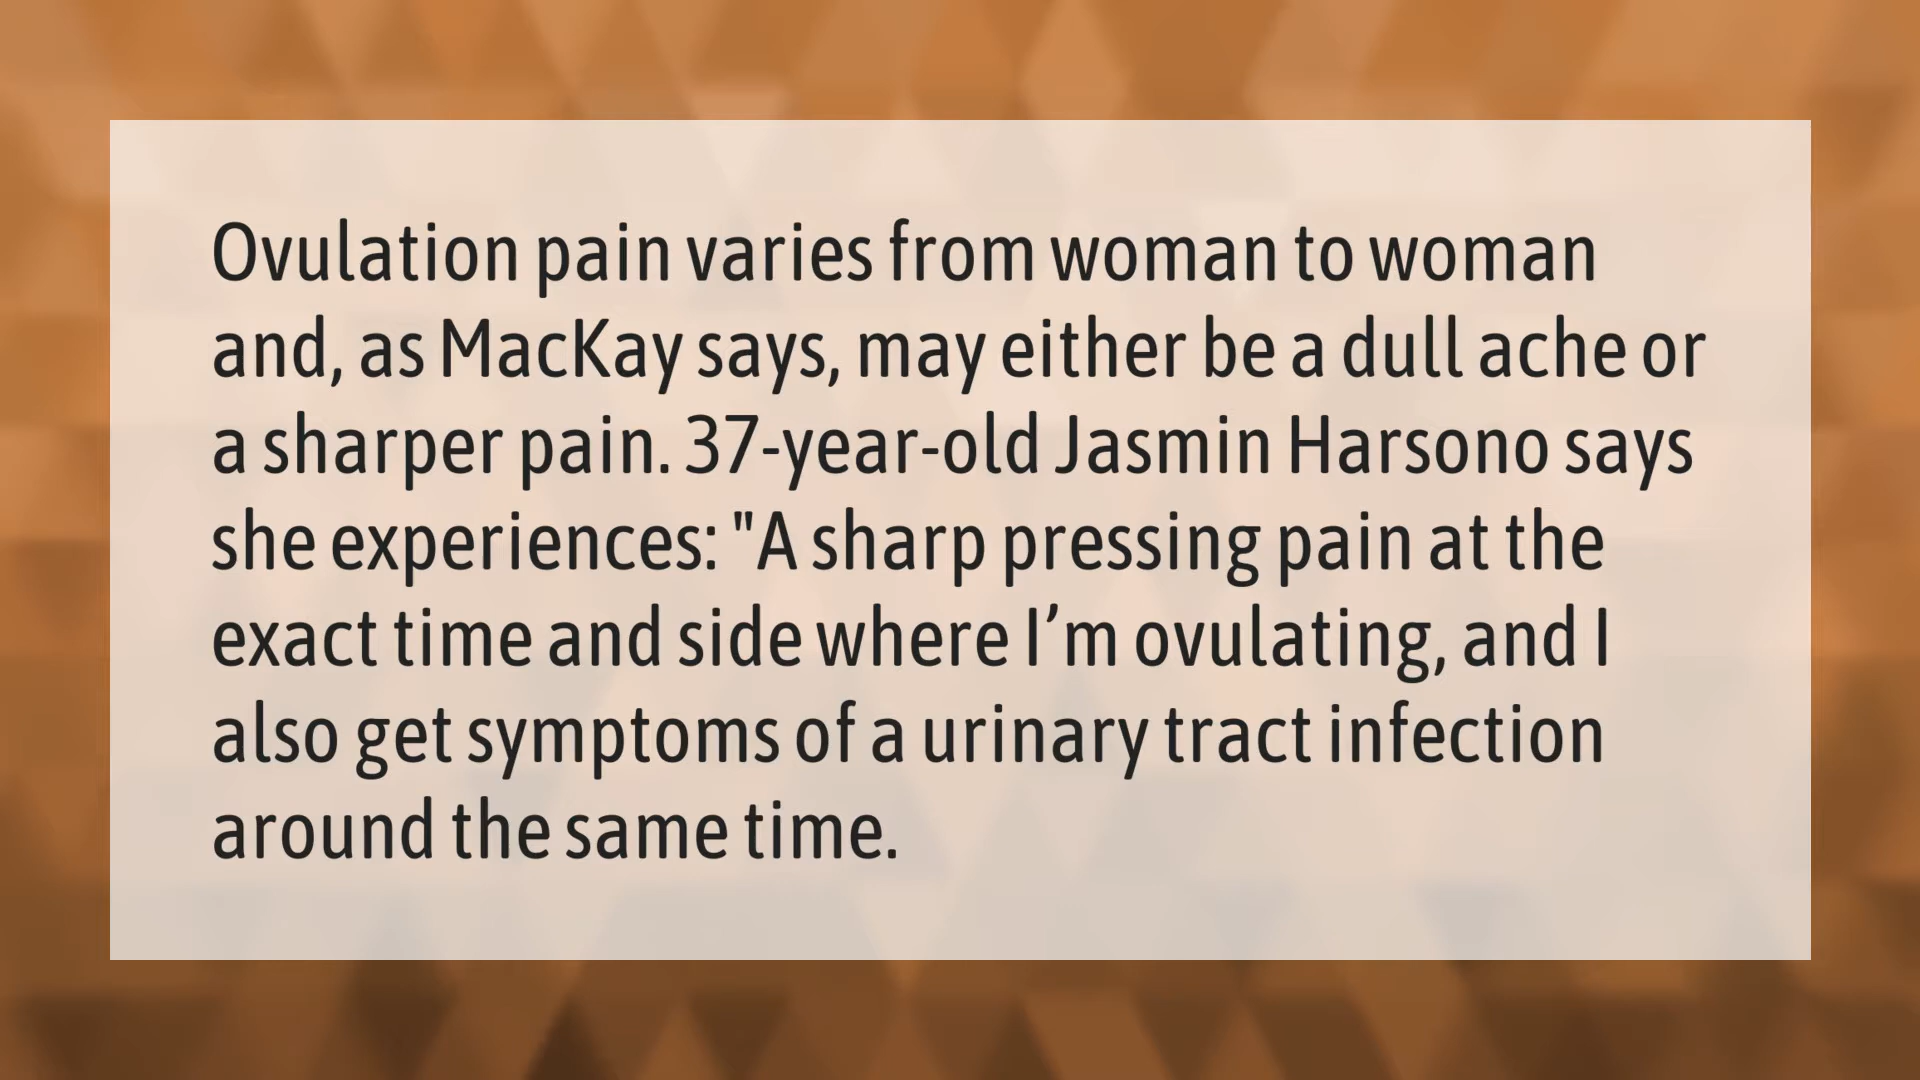 Ovulation pain varies from woman to woman
and, as MacKay says, may either be a dull ache or
a sharper pain. 37-year-old Jasmin Harsono says
she experiences: "A sharp pressing pain at the
exact time and side where I’m ovulating, and I
also get symptoms of a urinary tract infection
around the same time.